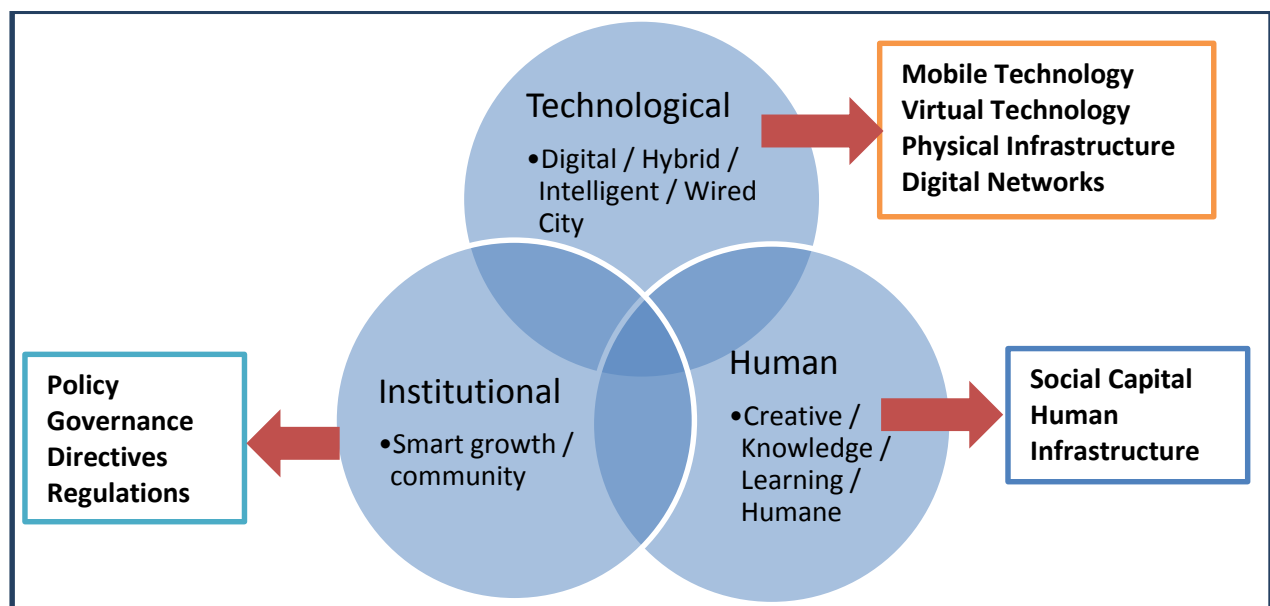 Technological
•Digital / Hybrid /
Intelligent / Wired
City
Mobile Technology
Virtual Technology
Physical Infrastructure
Digital Networks
Institutional
•Smart growth /
community
Policy
Governance
Directives
Regulations
Human
•Creative /
Knowledge /
Learning /
Humane
Social Capital
Human
Infrastructure